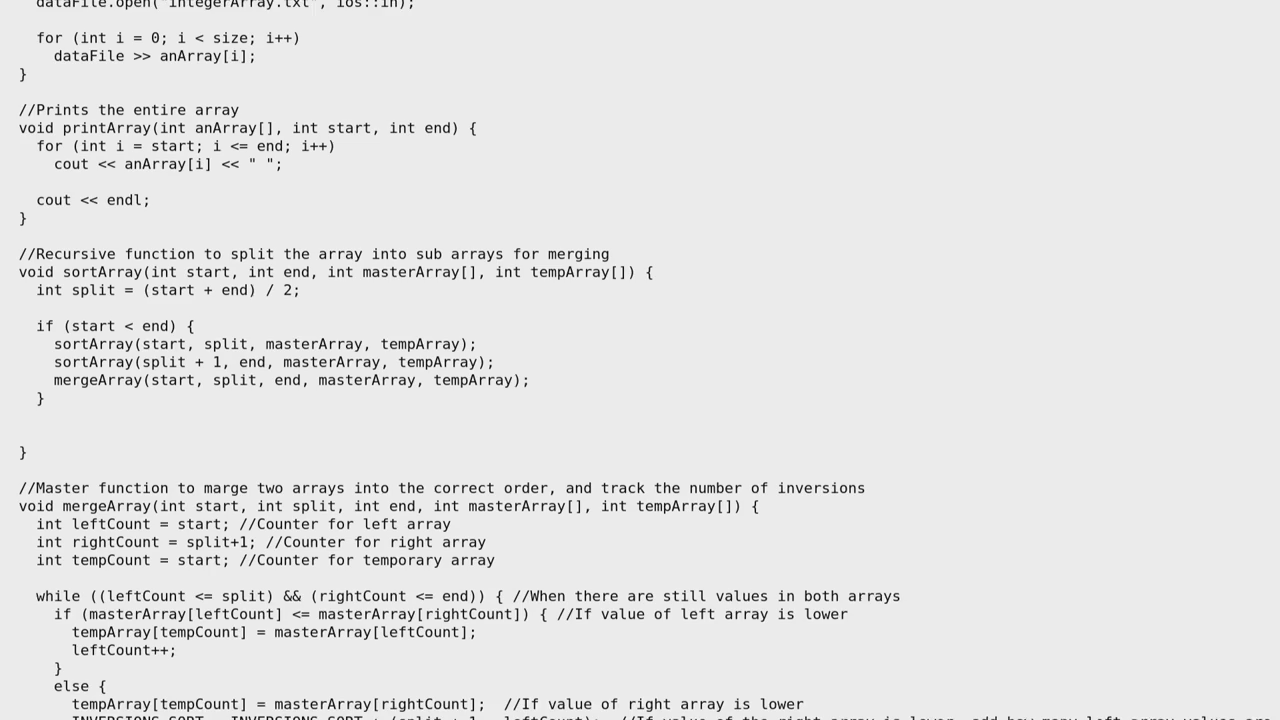 dataFile.open("integerArray.txt", ios::in);

  for (int i = 0; i < size; i++)
    dataFile >> anArray[i];
}

//Prints the entire array
void printArray(int anArray[], int start, int end) {
  for (int i = start; i <= end; i++)
    cout << anArray[i] << " ";

  cout << endl;
}

//Recursive function to split the array into sub arrays for merging
void sortArray(int start, int end, int masterArray[], int tempArray[]) {
  int split = (start + end) / 2;

  if (start < end) {
    sortArray(start, split, masterArray, tempArray);
    sortArray(split + 1, end, masterArray, tempArray);
    mergeArray(start, split, end, masterArray, tempArray);
  }


}

//Master function to marge two arrays into the correct order, and track the number of inversions
void mergeArray(int start, int split, int end, int masterArray[], int tempArray[]) {
  int leftCount = start; //Counter for left array
  int rightCount = split+1; //Counter for right array
  int tempCount = start; //Counter for temporary array

  while ((leftCount <= split) && (rightCount <= end)) { //When there are still values in both arrays
    if (masterArray[leftCount] <= masterArray[rightCount]) { //If value of left array is lower
      tempArray[tempCount] = masterArray[leftCount];
      leftCount++;
    }
    else {
      tempArray[tempCount] = masterArray[rightCount];  //If value of right array is lower